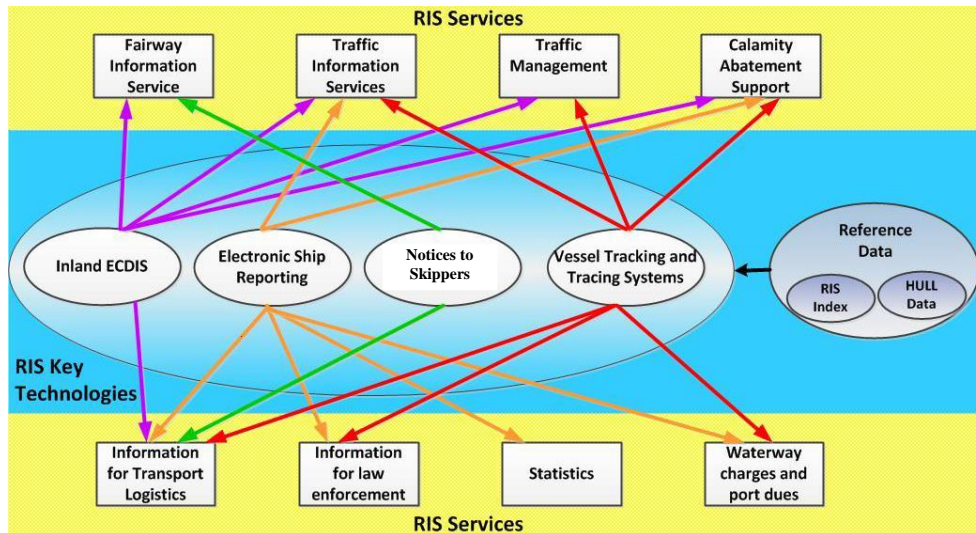 RIS Services
Fairway
Information
Service
Traffic
Information
Services
Traffic
Management
Calamity
Abatement
Support
Inland ECDIS
Electronic Ship
Reporting
Notices to
Skippers
Vessel Tracking and
Tracing Systems
Reference
Data
RIS
Index
HULL
Data
RIS Key
Technologies
Information
for Transport
Logistics
Information
for law
enforcement
Statistics
Waterway
charges and
port dues
RIS Services